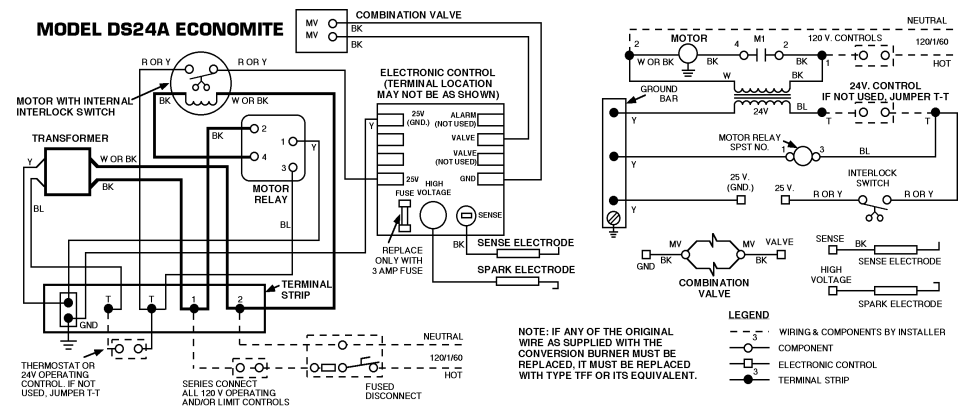 MODEL DS24A ECONOMITE
COMBINATION VALVE
MV
BK
MV
BK
R OR Y
R OR Y
MOTOR WITH INTERNAL
INTERLOCK SWITCH
BK
W OR BK
TRANSFORMER
Y
W OR BK
BK
BL
BK
2
1
4
3
Y
MOTOR
RELAY
BL
ELECTRONIC CONTROL
(TERMINAL LOCATION
MAY NOT BE AS SHOWN)
Y
25V
(GND.)
ALARM
(NOT USED)
VALVE
VALVE
(NOT USED)
25V
GND
HIGH
VOLTAGE
FUSE
SENSE
REPLACE
ONLY WITH
3 AMP FUSE
BK
SENSE ELECTRODE
SPARK ELECTRODE
TERMINAL
STRIP
T
T
1
2
GND
THERMOSTAT OR
24V OPERATING
CONTROL. IF NOT
USED, JUMPER T-T
SERIES CONNECT
ALL 120 V OPERATING
AND/OR LIMIT CONTROLS
NEUTRAL
120/1/60
HOT
FUSED
DISCONNECT
NOTE: IF ANY OF THE ORIGINAL
WIRE AS SUPPLIED WITH THE
CONVERSION BURNER MUST BE
REPLACED, IT MUST BE REPLACED
WITH TYPE TFF OR ITS EQUIVALENT.
NEUTRAL
2
MOTOR
4
M1
2
120 V. CONTROLS
120/1/60
W OR BK
BK
1
HOT
W
BK
GROUND
BAR
24V. CONTROL
IF NOT USED, JUMPER T-T
Y
24V
BL
T
T
MOTOR RELAY
SPST NO.
Y
1
3
BL
25 V.
(GND.)
25 V.
INTERLOCK
SWITCH
R OR Y
R OR Y
Y
MV
MV
VALVE
GND
BK
BK
COMBINATION
VALVE
SENSE
BK
SENSE ELECTRODE
HIGH
VOLTAGE
SPARK ELECTRODE
LEGEND
WIRING & COMPONENTS BY INSTALLER
3
COMPONENT
ELECTRONIC CONTROL
3
TERMINAL STRIP